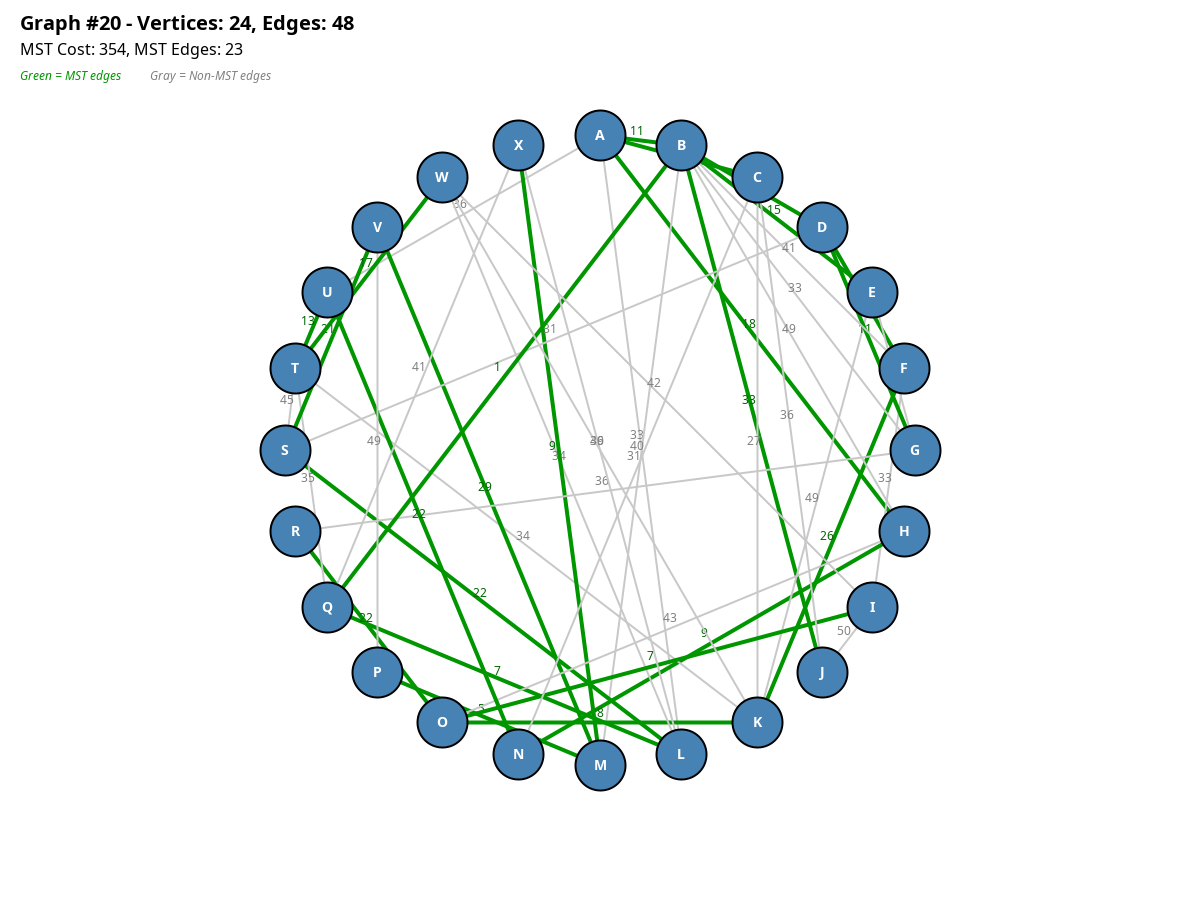 Graph #20 - Vertices: 24, Edges: 48
MST Cost: 354, MST Edges: 23
Green = MST edges Gray = Non-MST edges
A
11
B
X
W
C
36
15
V
D
41
17
U
33
E
13
21
31
18
49
11
T
41
1
42
F
45
33
36
49
33
27
S
9
40
G
34
31
35
36
33
29
49
22
R
34
26
H
22
Q
32
43
9
I
50
7
7
P
J
5
8
O
K
N
M
L